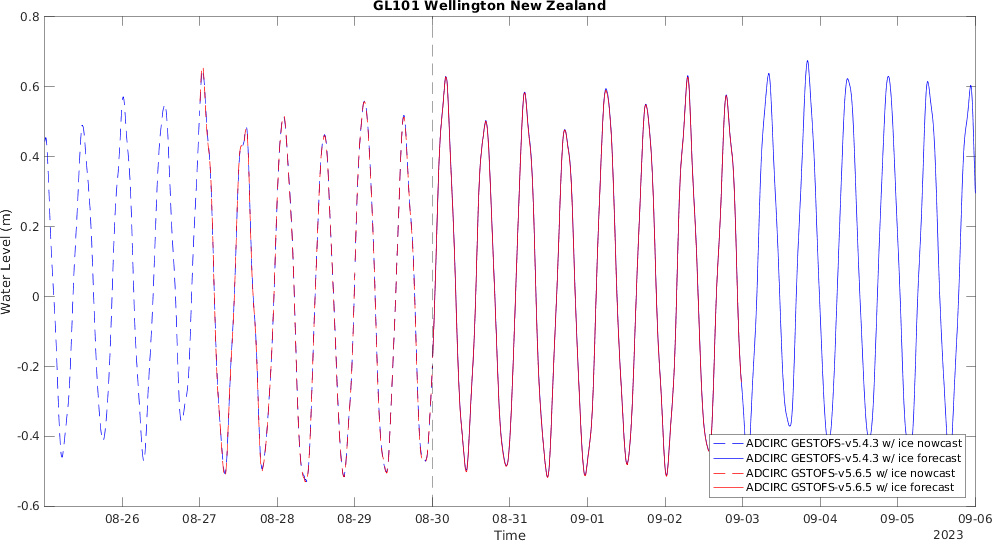 GL101 Wellington New Zealand
0.8
0.6
0.4
0.2
0
-0.2
-0.4
-0.6
Water Level (m)
08-26 08-27 08-28 08-29 08-30 08-31 09-01 09-02 09-03 09-04 09-05 09-06
Time
2023
ADCIRC GESTOFS-v5.4.3 w/ ice nowcast
ADCIRC GESTOFS-v5.4.3 w/ ice forecast
ADCIRC GSTOFS-v5.6.5 w/ ice nowcast
ADCIRC GSTOFS-v5.6.5 w/ ice forecast